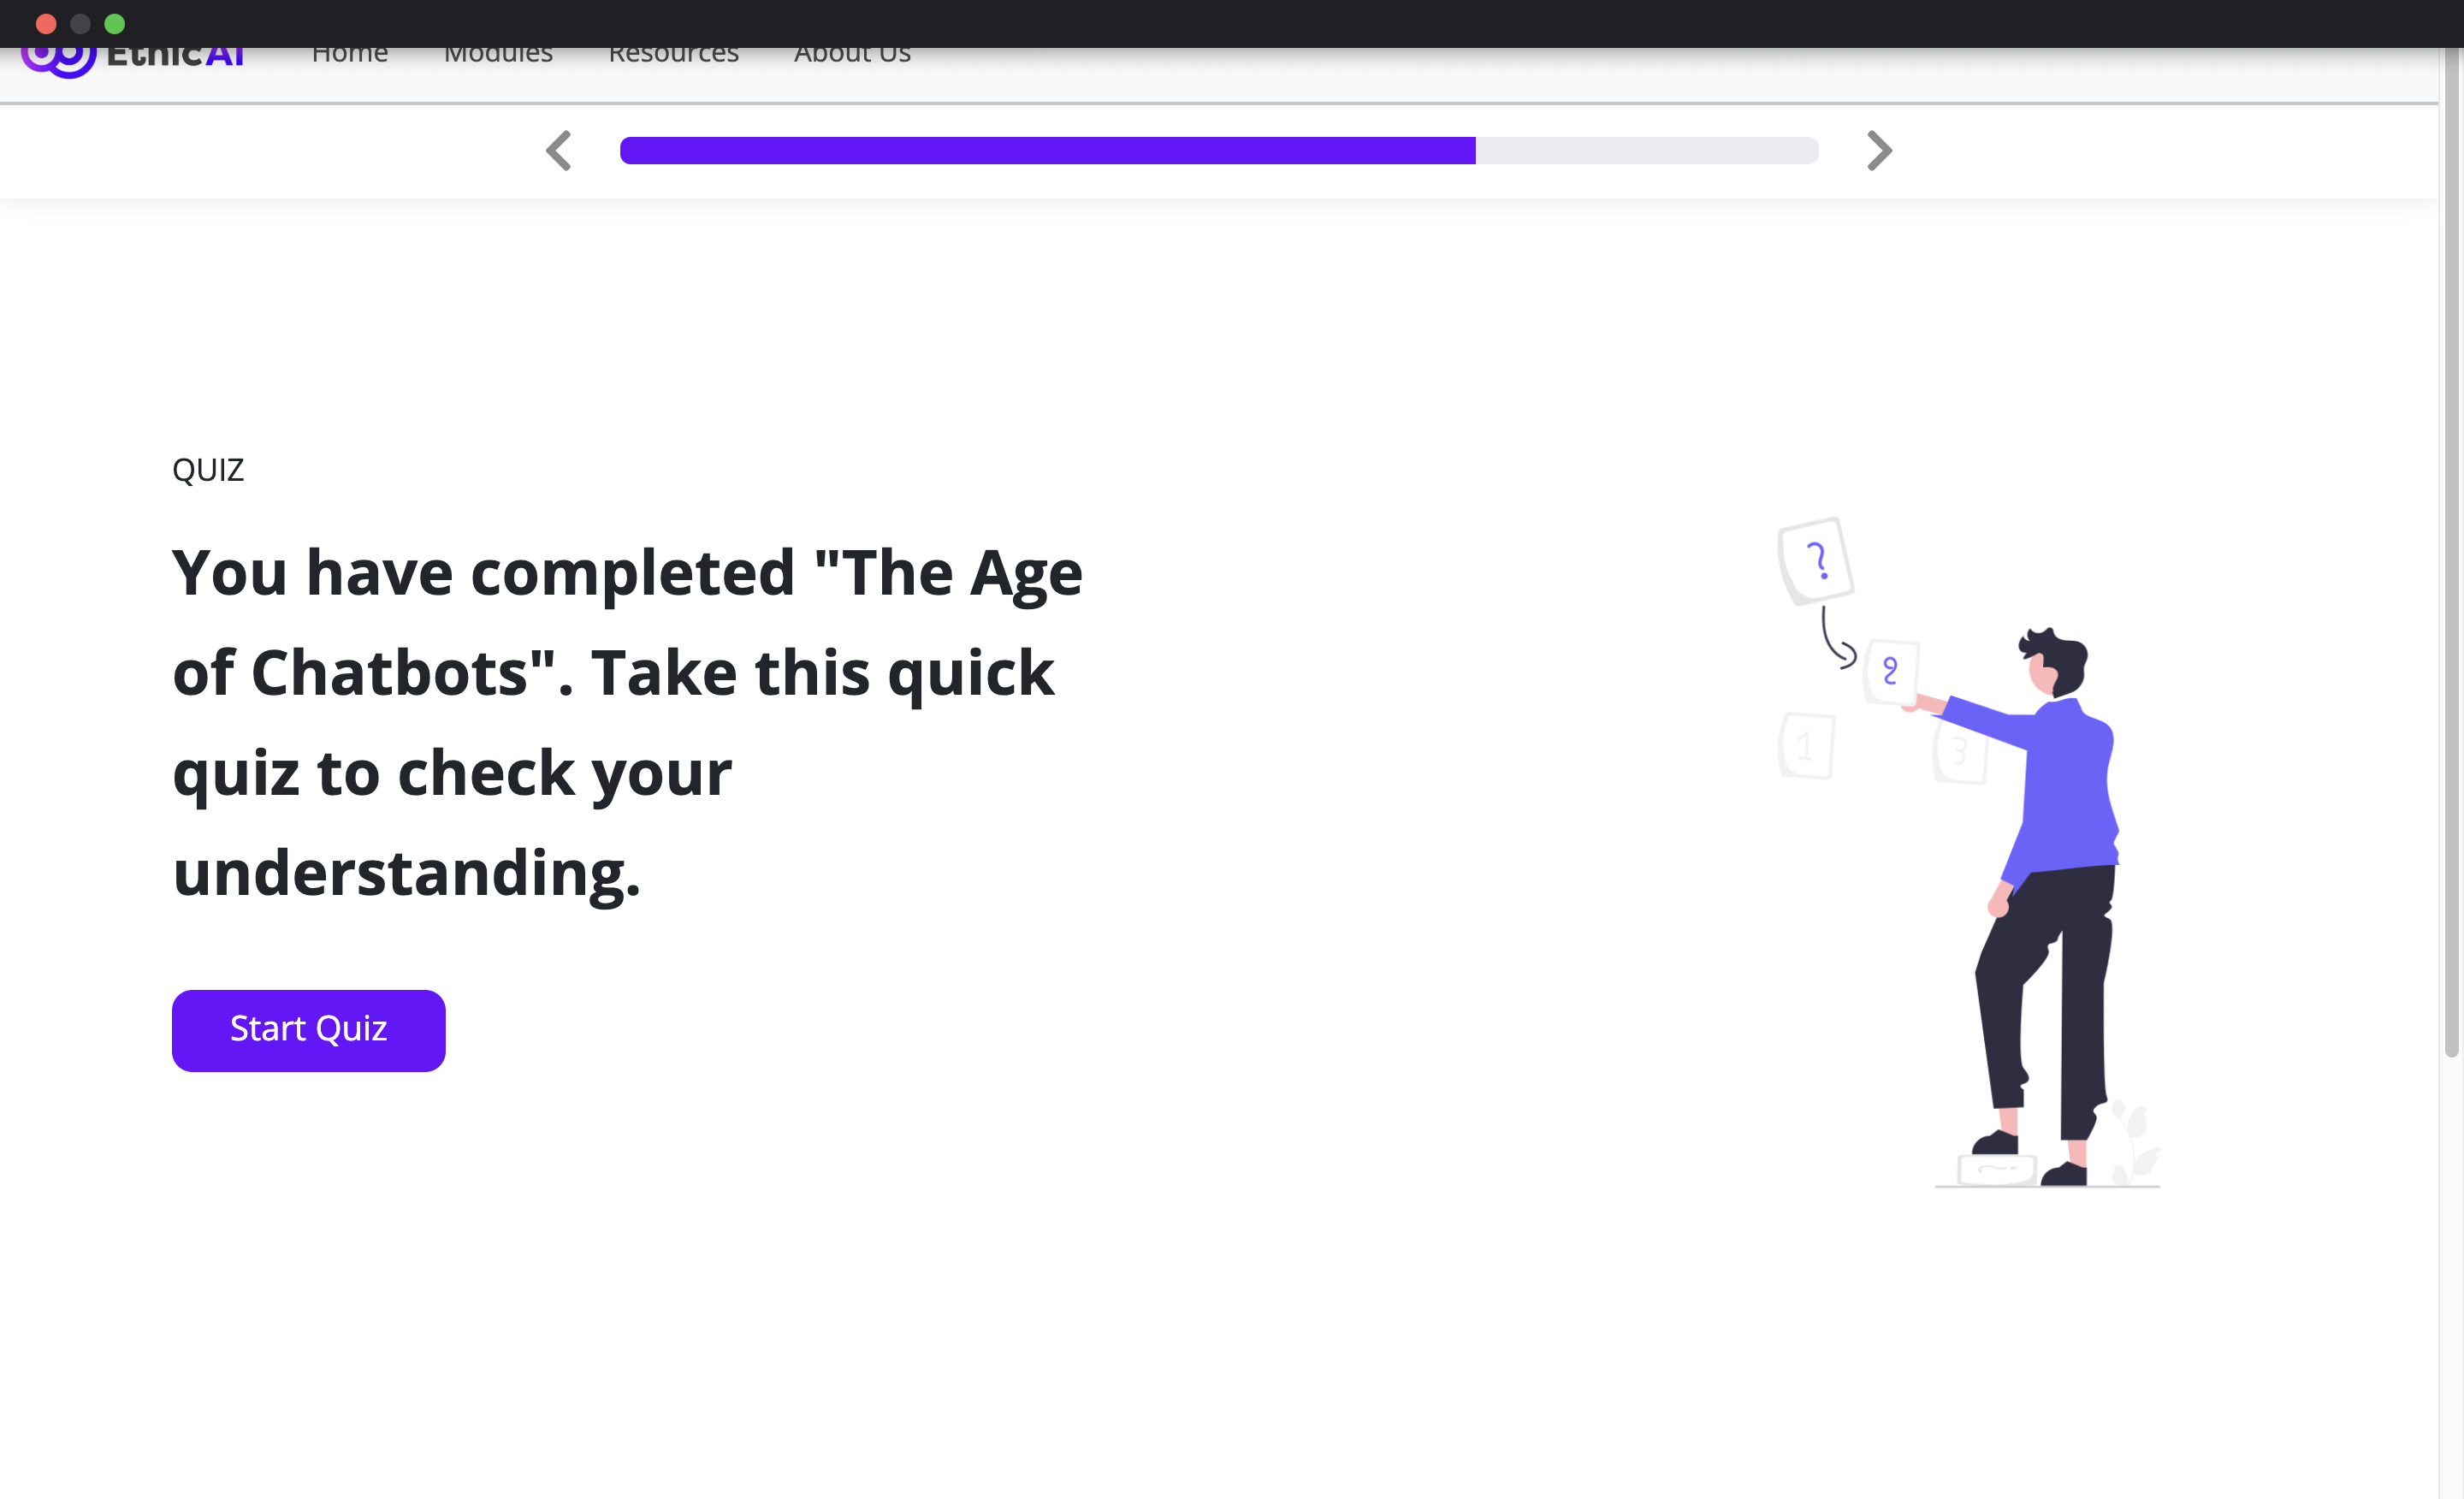 EthicAI Home Modules Resources About Us
QUIZ
You have completed "The Age
of Chatbots". Take this quick
quiz to check your
understanding.
Start Quiz
?
2
1 3